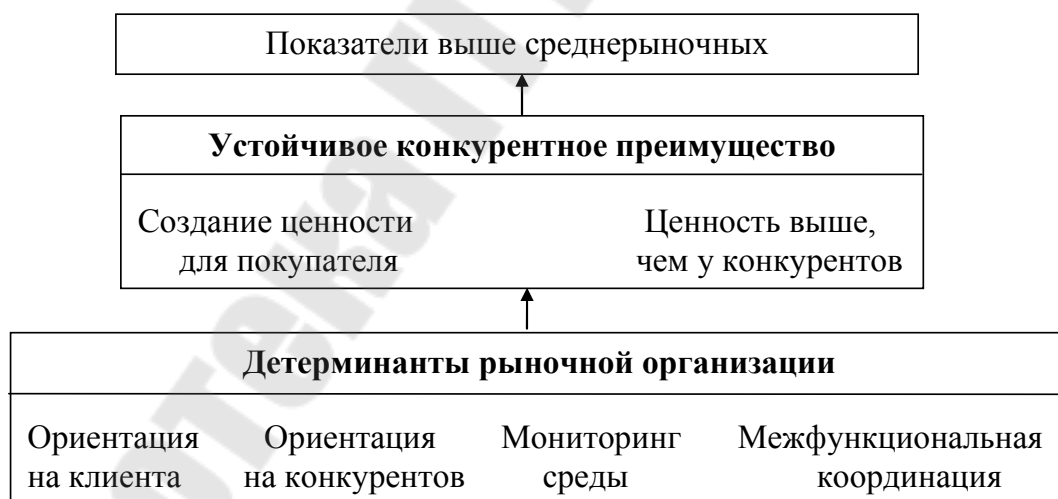 Показатели выше среднерыночных
Устойчивое конкурентное преимущество
Создание ценности
для покупателя
Ценность выше,
чем у конкурентов
Детерминанты рыночной организации
Ориентация
на клиента
Ориентация
на конкурентов
Мониторинг
среды
Межфункциональная
координация